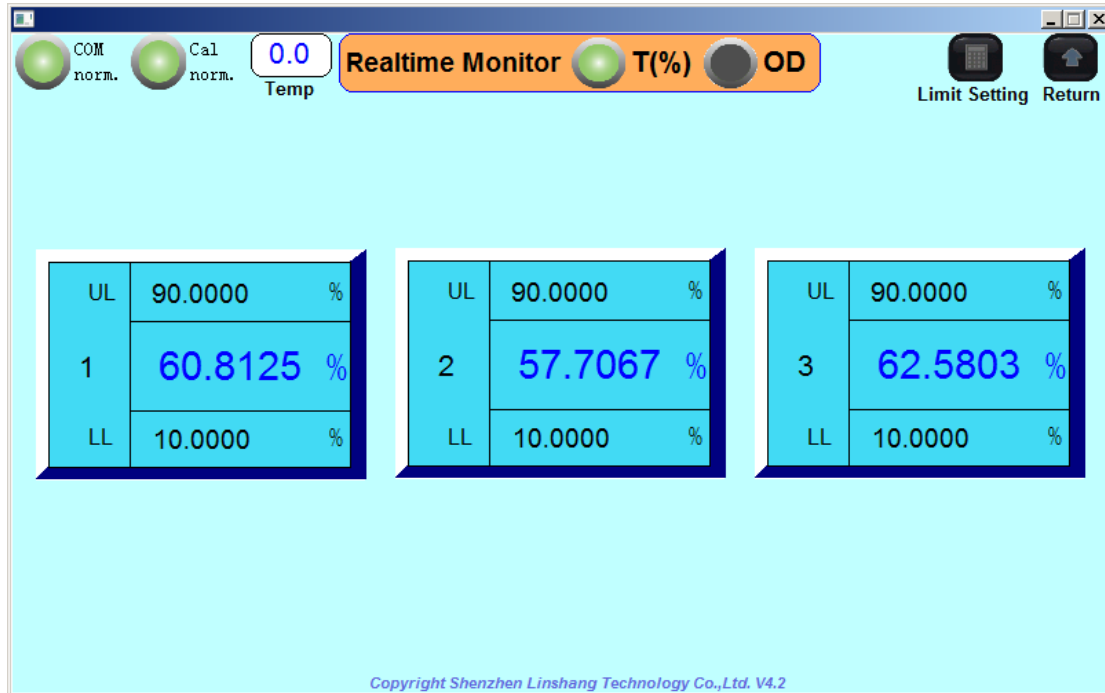 COM norm.
Cal norm.
0.0
Temp
Realtime Monitor T(%) OD
Limit Setting
Return
UL 90.0000 %
1 60.8125 %
LL 10.0000 %
UL 90.0000 %
2 57.7067 %
LL 10.0000 %
UL 90.0000 %
3 62.5803 %
LL 10.0000 %
Copyright Shenzhen Linshang Technology Co.,Ltd. V4.2